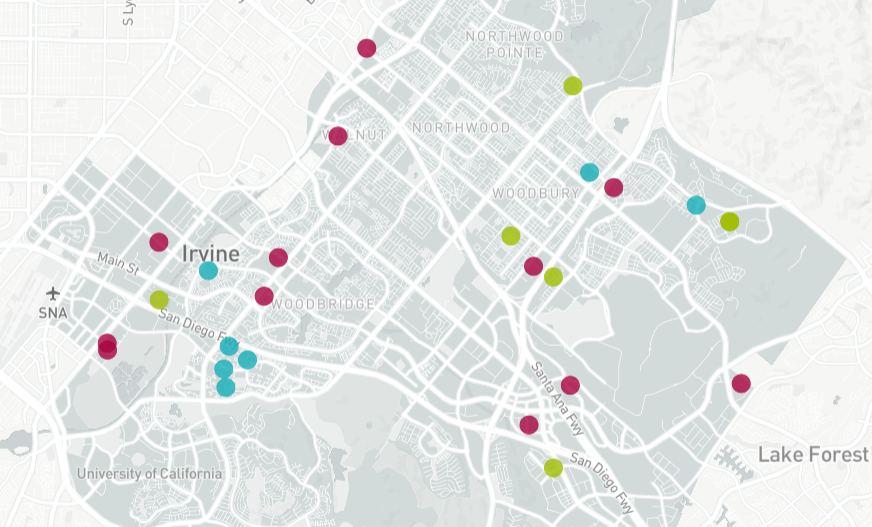 S Ly
NORTHWOOD
POINTE
NORTHWOOD
WALNUT
WOODBURY
Irvine
Main St
SNA
WOODBRIDGE
San Diego F
Santa Ana Fwy
Lake Forest
San Diego Fwy
University of California